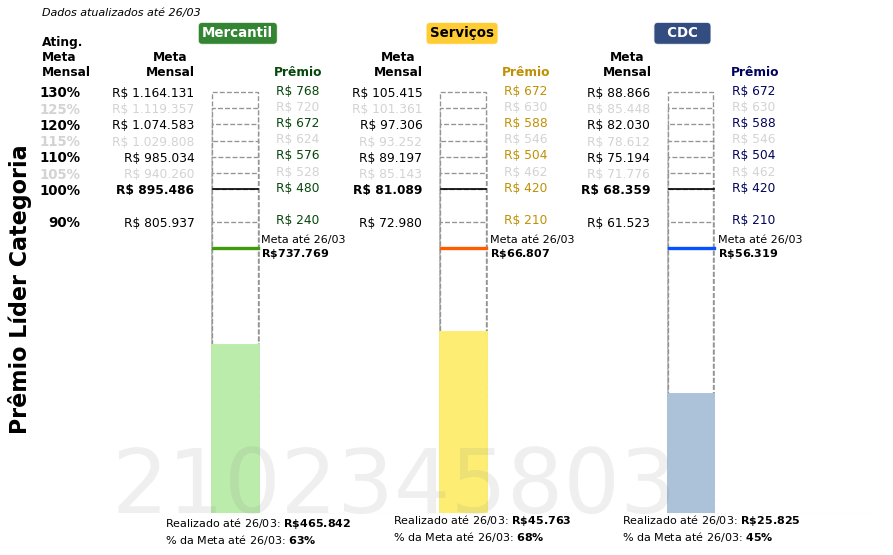 Dados atualizados até 26/03
Mercantil Serviços CDC
Ating.
Meta Meta Meta Meta
Mensal Mensal Prêmio Mensal Prêmio Mensal Prêmio
130% R$ 1.164.131 R$ 768 R$ 105.415 R$ 672 R$ 88.866 R$ 672
125% R$ 1.119.357 R$ 720 R$ 101.361 R$ 630 R$ 85.448 R$ 630
120% R$ 1.074.583 R$ 672 R$ 97.306 R$ 588 R$ 82.030 R$ 588
115% R$ 1.029.808 R$ 624 R$ 93.252 R$ 546 R$ 78.612 R$ 546
110% R$ 985.034 R$ 576 R$ 89.197 R$ 504 R$ 75.194 R$ 504
105% R$ 940.260 R$ 528 R$ 85.143 R$ 462 R$ 71.776 R$ 462
100% R$ 895.486 R$ 480 R$ 81.089 R$ 420 R$ 68.359 R$ 420
90% R$ 805.937 R$ 240 R$ 72.980 R$ 210 R$ 61.523 R$ 210
Meta até 26/03 Meta até 26/03 Meta até 26/03
R$737.769 R$66.807 R$56.319
Prêmio Líder Categoria
2102345803
Realizado até 26/03: R$465.842 Realizado até 26/03: R$45.763 Realizado até 26/03: R$25.825
% da Meta até 26/03: 63% % da Meta até 26/03: 68% % da Meta até 26/03: 45%